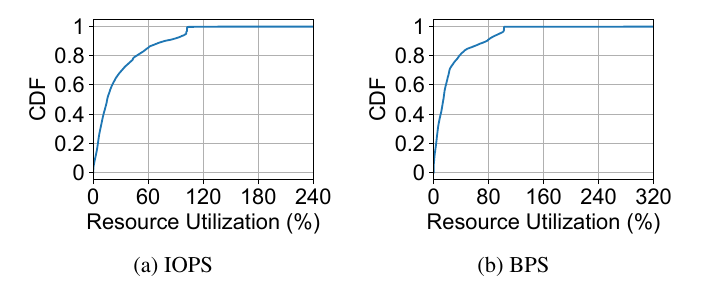 1
0.8
0.6
0.4
0.2
0
CDF
0 60 120 180 240
Resource Utilization (%)
(a) IOPS
1
0.8
0.6
0.4
0.2
0
CDF
0 80 160 240 320
Resource Utilization (%)
(b) BPS